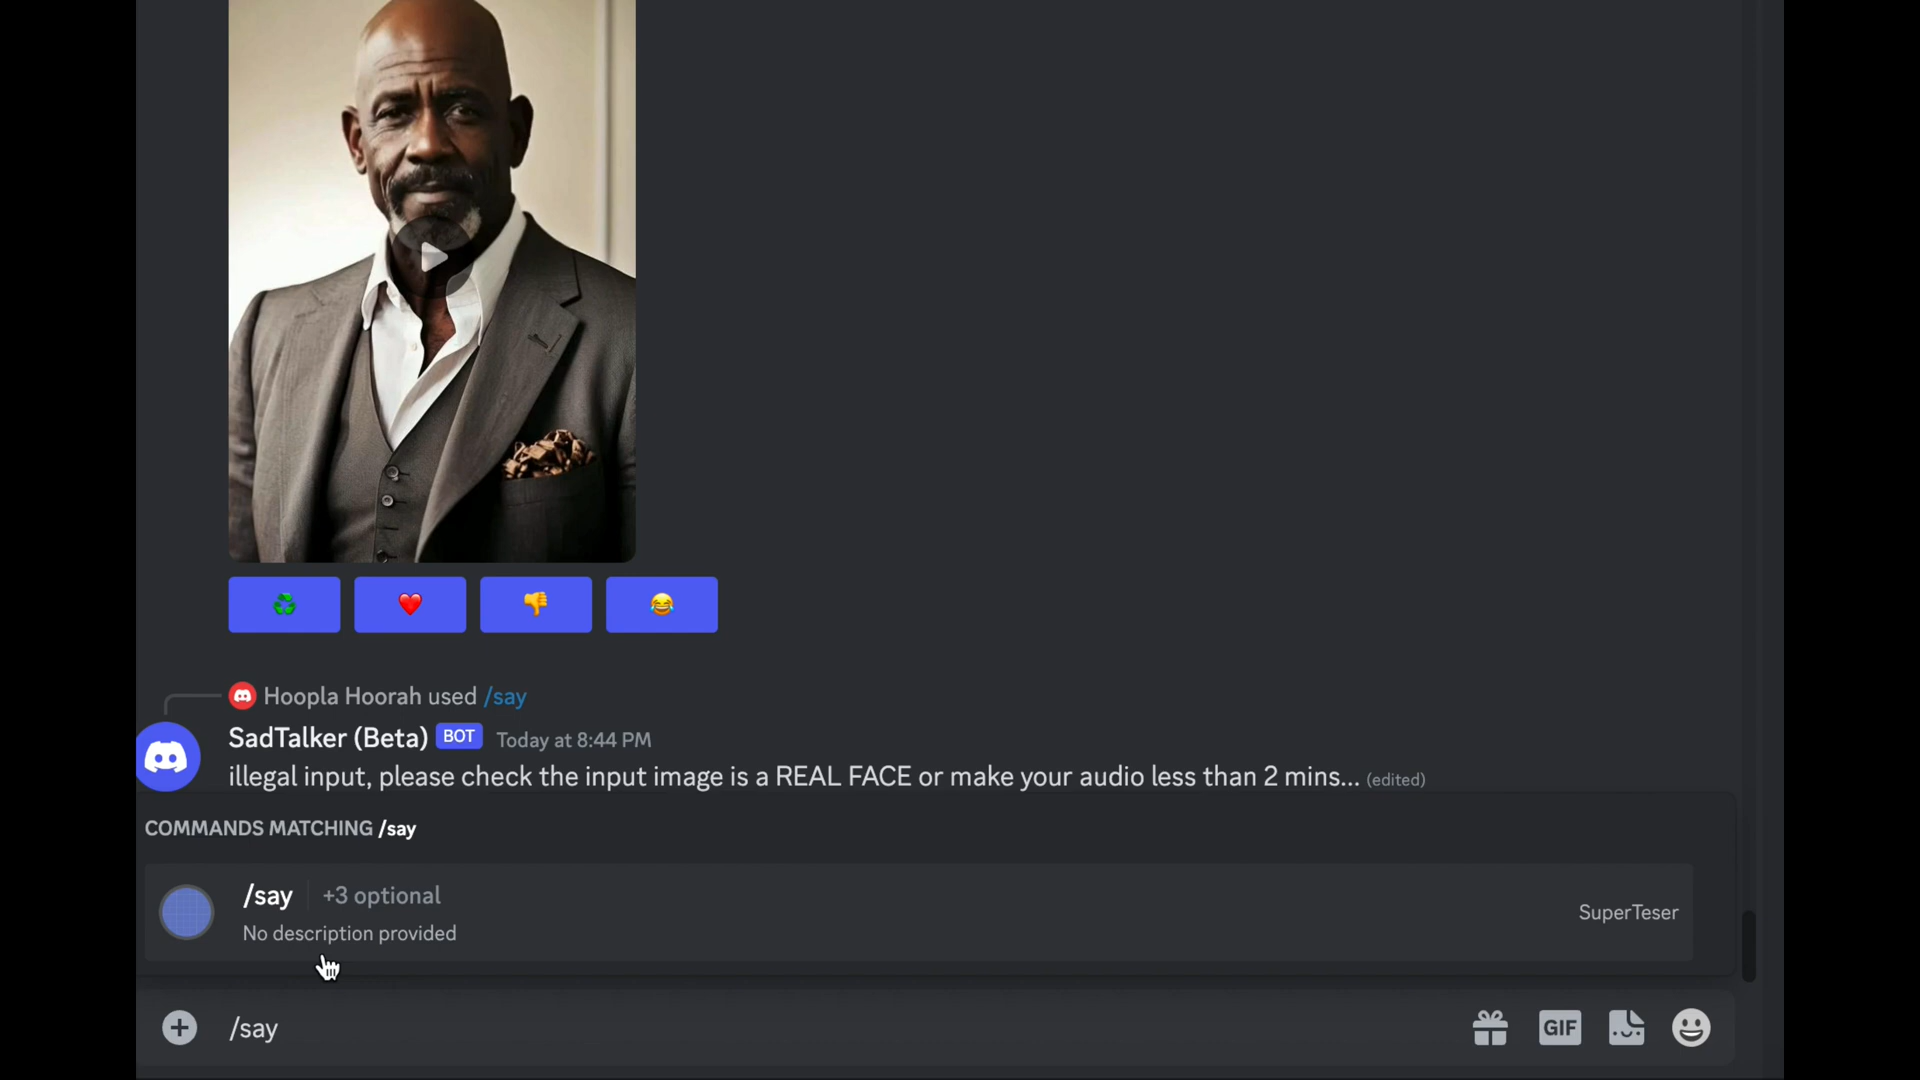 Hoopla Hoorah used /say
SadTalker (Beta) BOT Today at 8:44 PM
illegal input, please check the input image is a REAL FACE or make your audio less than 2 mins... (edited)
COMMANDS MATCHING /say
/say +3 optional
No description provided
SuperTeser
/say
GIF